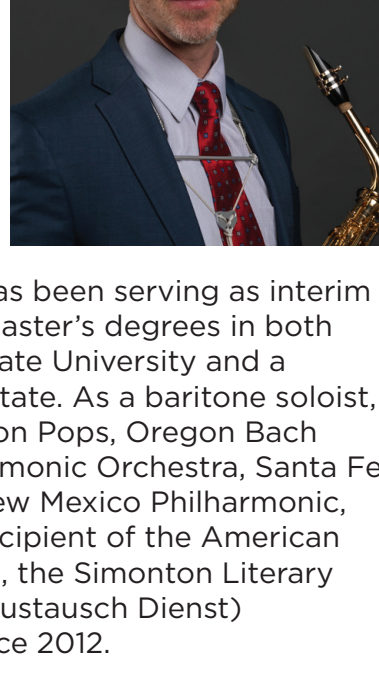 as been serving as interim
aster's degrees in both
ate University and a
tate. As a baritone soloist,
on Pops, Oregon Bach
monic Orchestra, Santa Fe
ew Mexico Philharmonic,
cipient of the American
, the Simonton Literary
ustausch Dienst)
ce 2012.